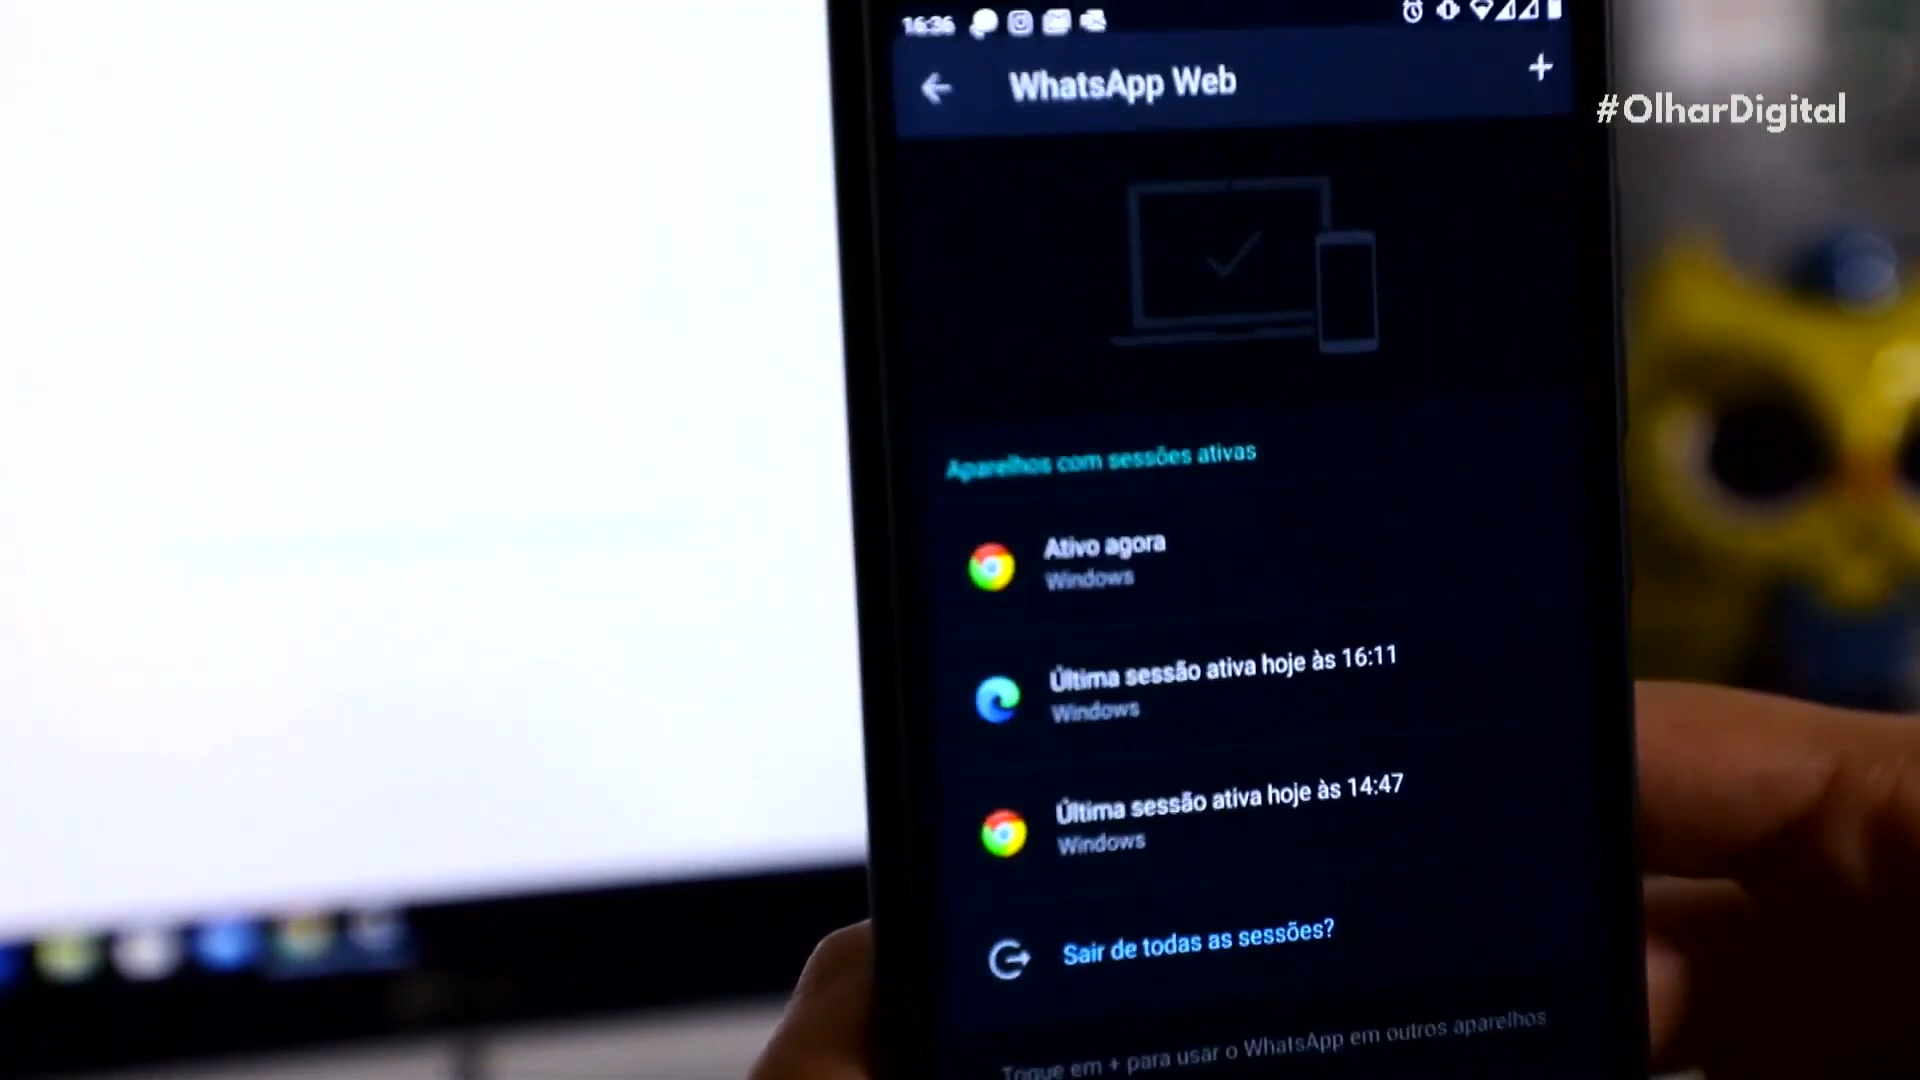 16:36
WhatsApp Web
#OlharDigital
Aparelhos com sessões ativas
Ativo agora
Windows
Última sessão ativa hoje às 16:11
Windows
Última sessão ativa hoje às 14:47
Windows
Sair de todas as sessões?
Toque em + para usar o WhatsApp em outros aparelhos